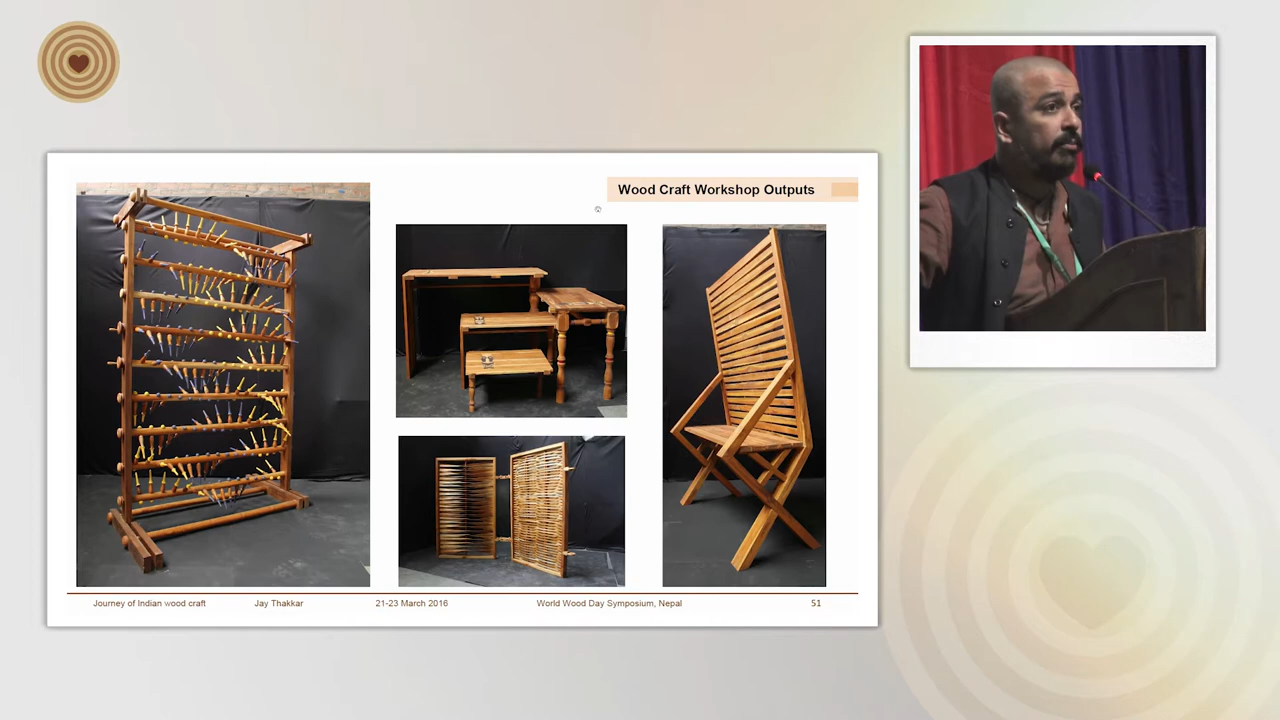 Wood Craft Workshop Outputs
Journey of Indian wood craft Jay Thakkar 21-23 March 2016 World Wood Day Symposium, Nepal 51